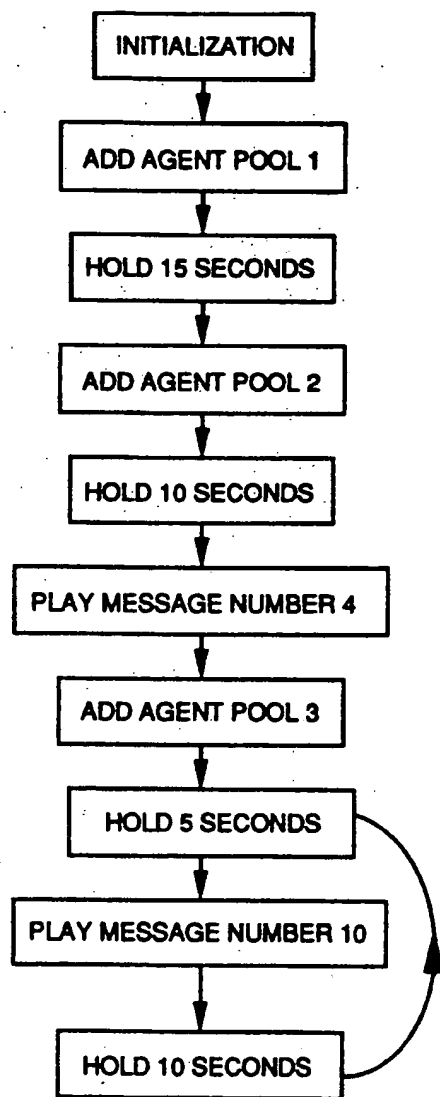 INITIALIZATION
ADD AGENT POOL 1
HOLD 15 SECONDS
ADD AGENT POOL 2
HOLD 10 SECONDS
PLAY MESSAGE NUMBER 4
ADD AGENT POOL 3
HOLD 5 SECONDS
PLAY MESSAGE NUMBER 10
HOLD 10 SECONDS